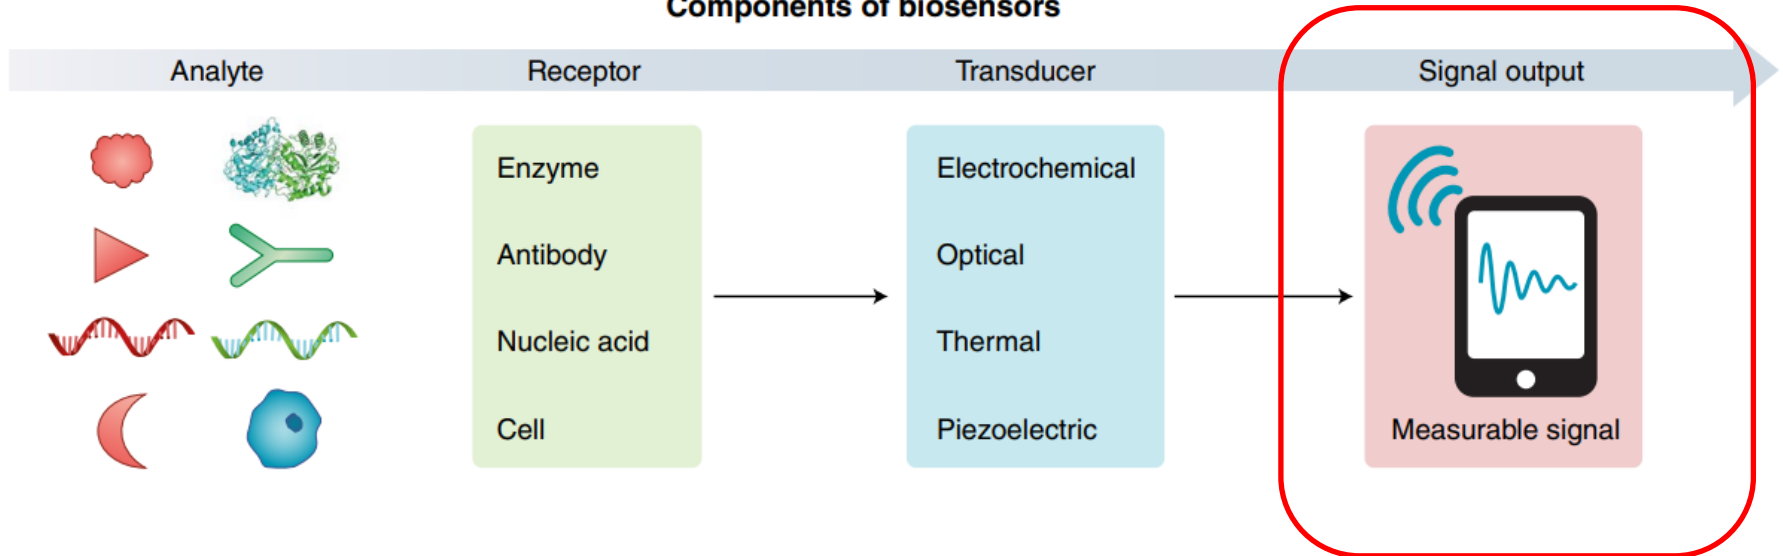 Components of biosensors
Analyte Receptor Transducer Signal output
Enzyme
Antibody
Nucleic acid
Cell
Electrochemical
Optical
Thermal
Piezoelectric
Measurable signal